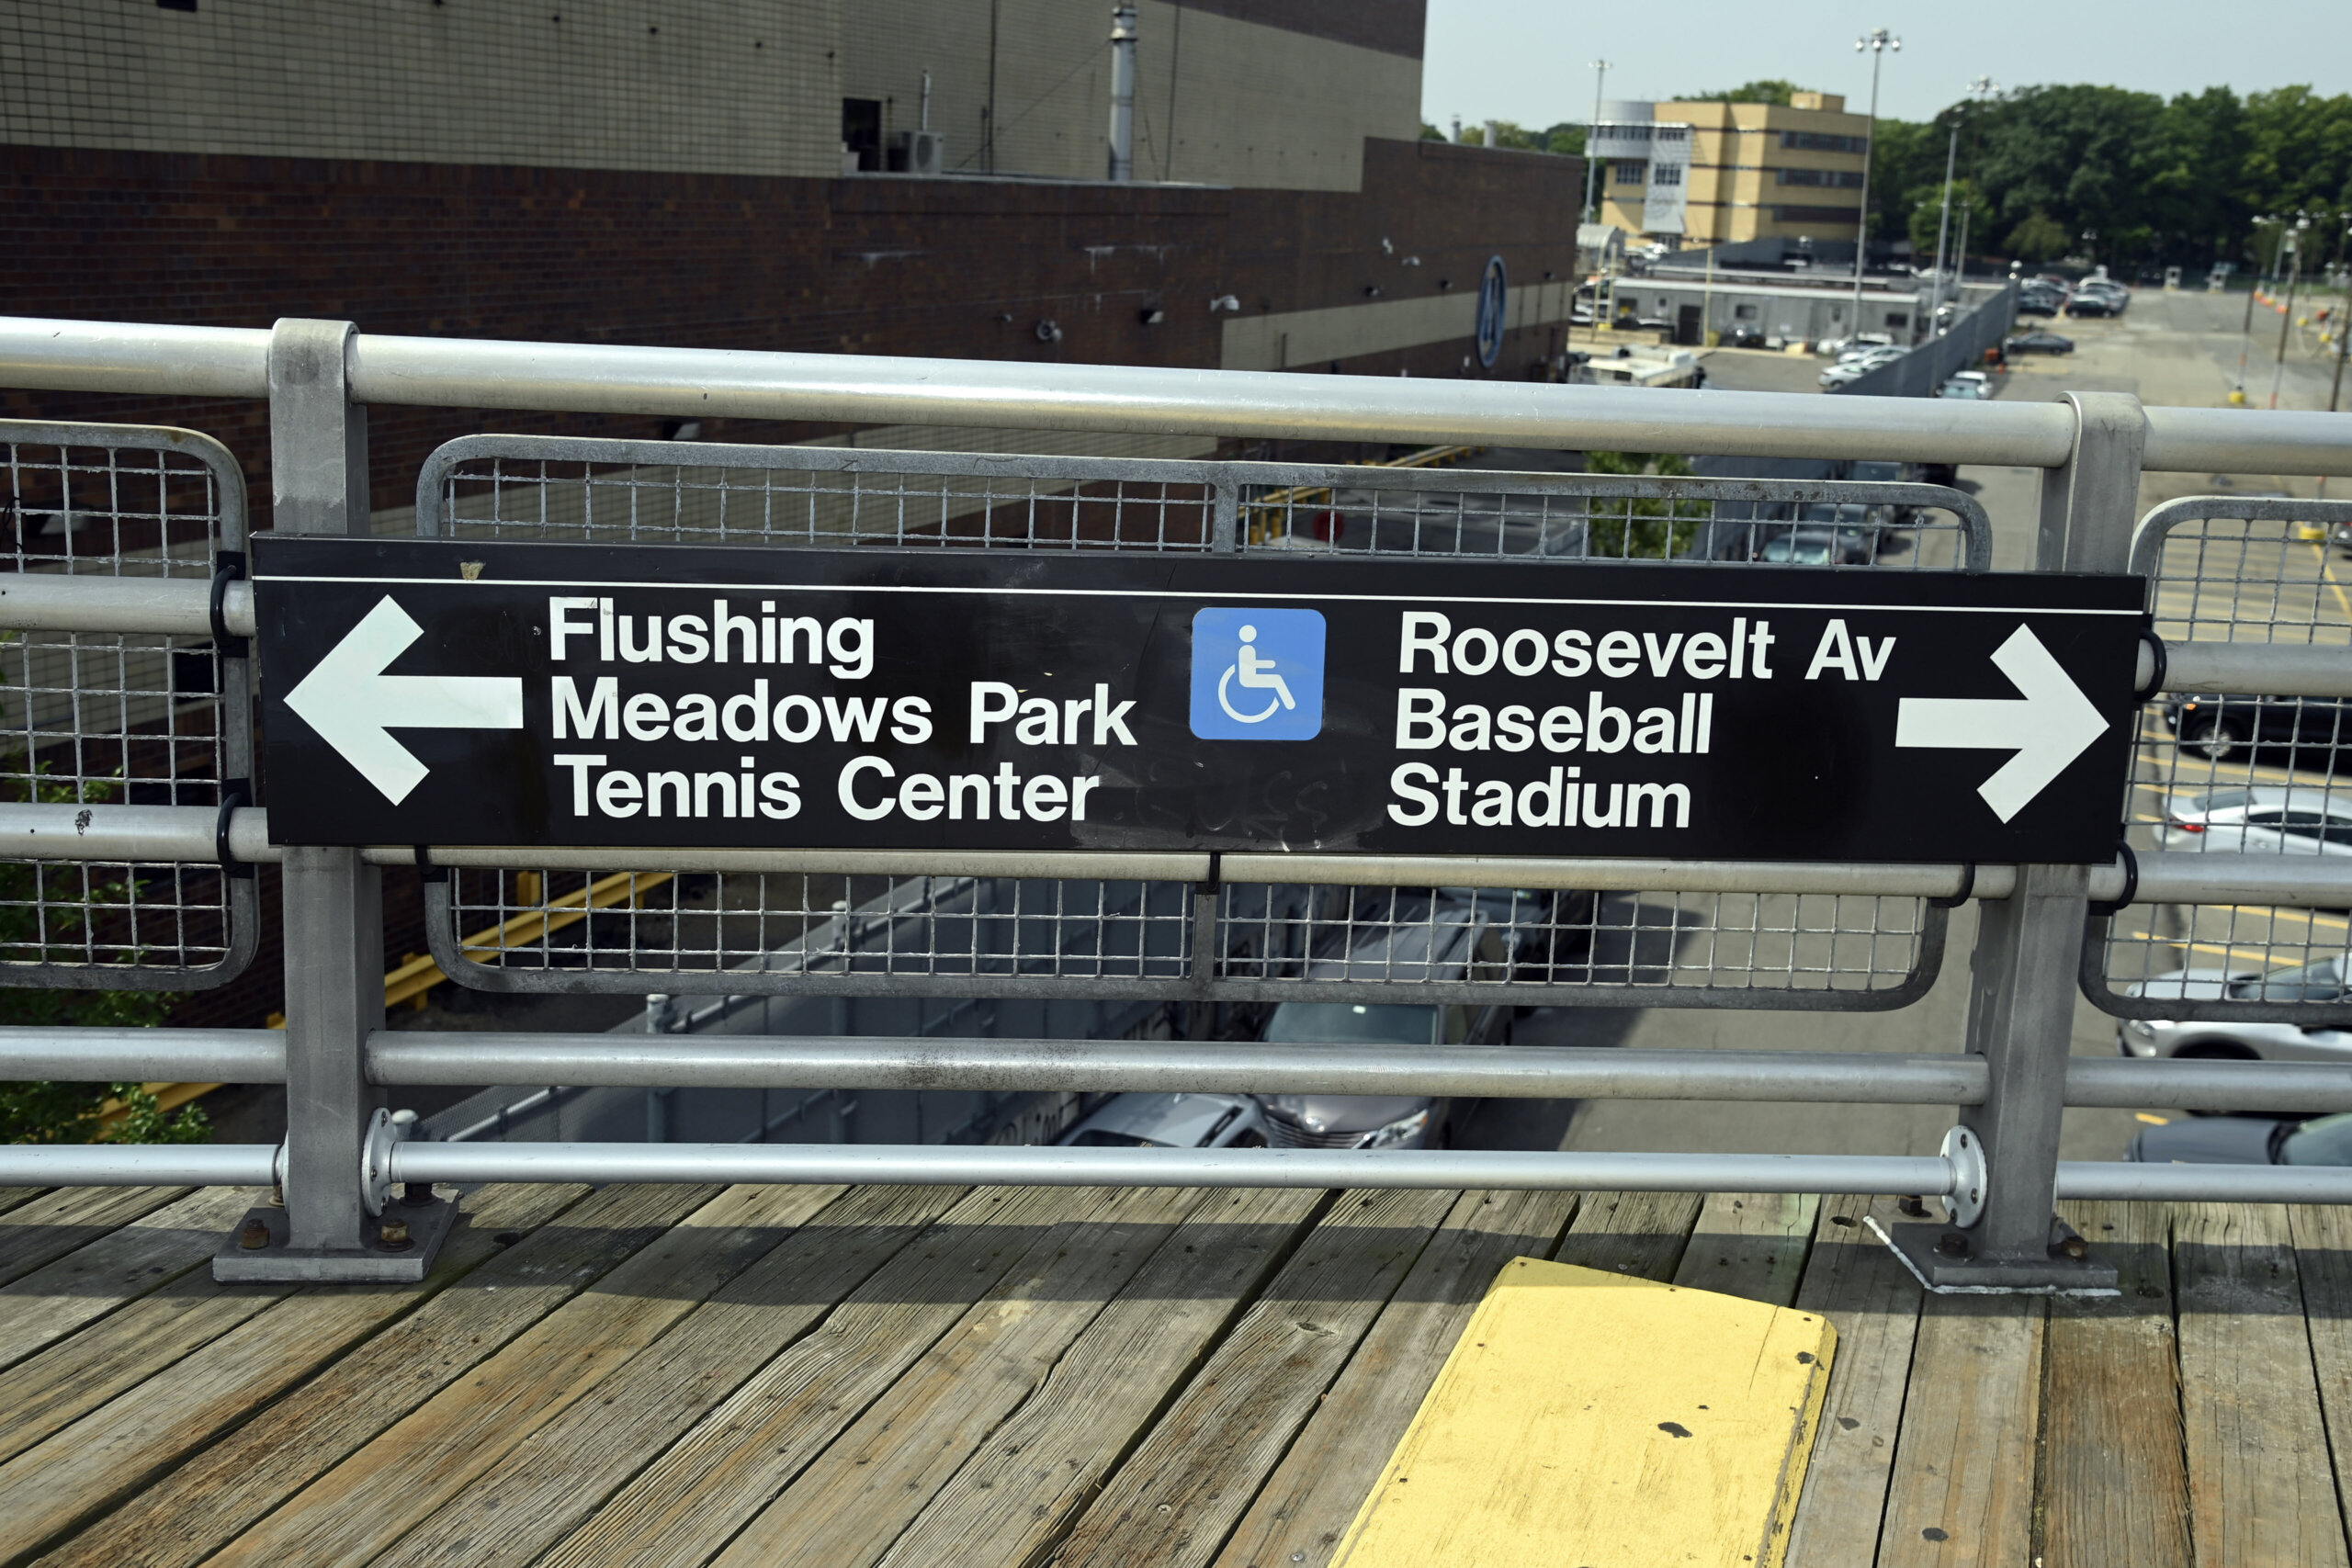 Flushing
Meadows Park
Tennis Center
Roosevelt Av
Baseball
Stadium